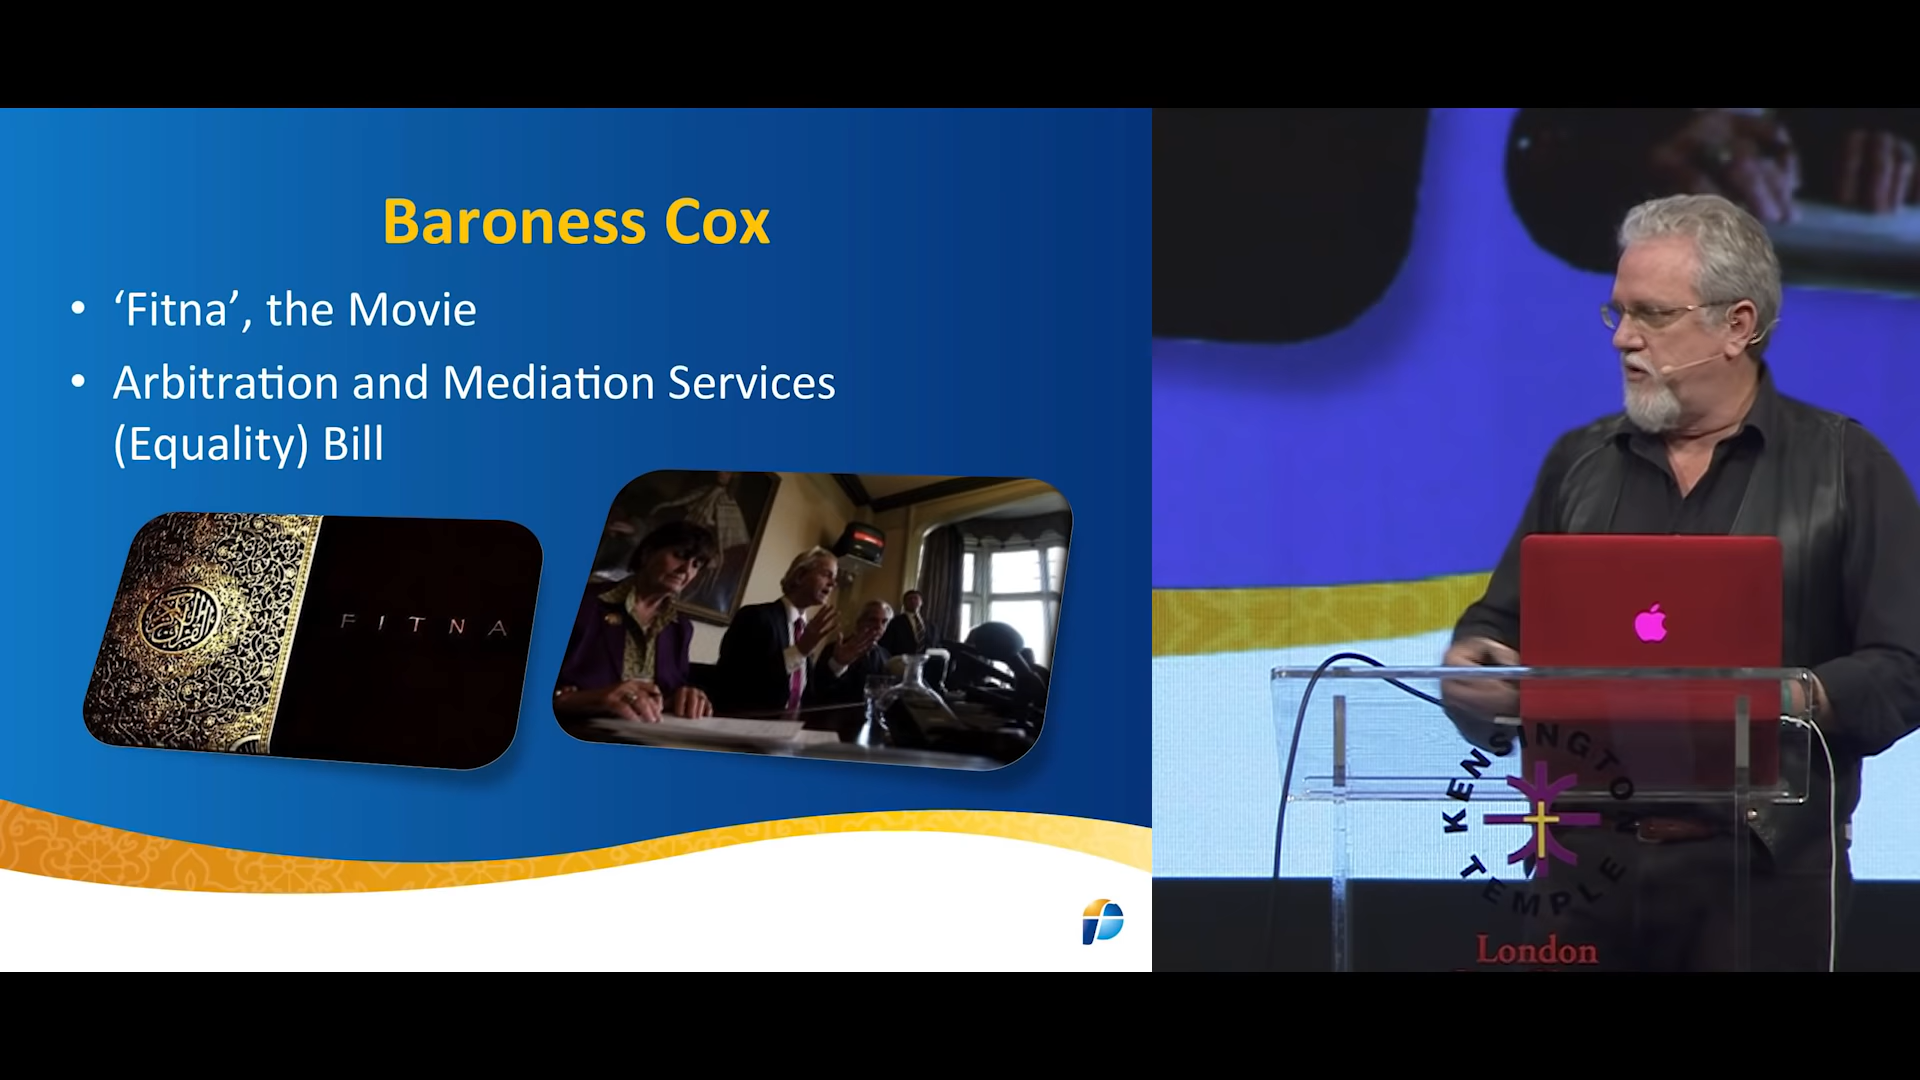 Baroness Cox
• ‘Fitna’, the Movie
• Arbitration and Mediation Services
(Equality) Bill
FITNA
KENSINGTON
TEMPLE
London